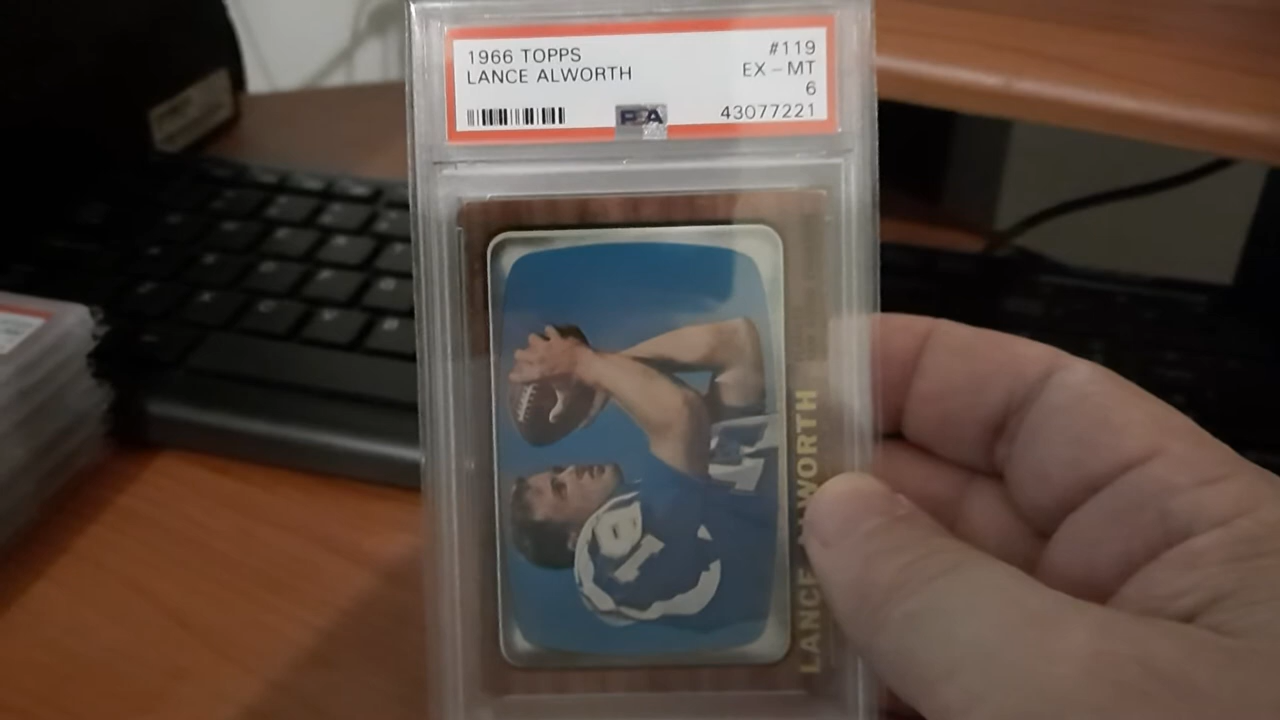 1966 TOPPS #119
LANCE ALWORTH EX - MT
6
PSA 43077221
LANCE ALWORTH